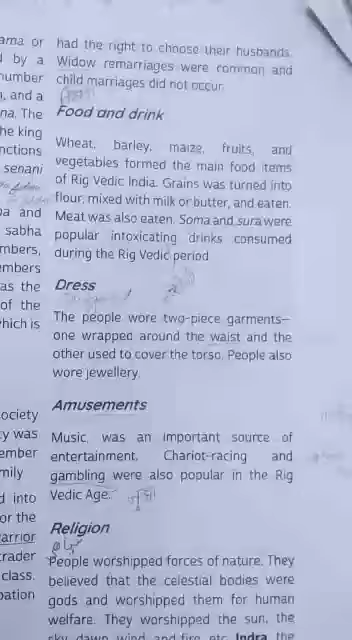 ama or
d by a
number
, and a
na. The
he king
nctions
senani
pa and
sabha
mbers,
embers
as the
of the
hich is
ociety
ty was
ember
mily
d into
or the
arrior
trader
class.
pation
had the right to choose their husbands.
Widow remarriages were common and
child marriages did not occur.
Food and drink
Wheat, barley, maize, fruits, and
vegetables formed the main food items
of Rig Vedic India. Grains was turned into
flour, mixed with milk or butter, and eaten.
Meat was also eaten. Soma and sura were
popular intoxicating drinks consumed
during the Rig Vedic period
Dress
The people wore two-piece garments—
one wrapped around the waist and the
other used to cover the torso. People also
wore jewellery.
Amusements
Music, was an important source of
entertainment. Chariot-racing and
gambling were also popular in the Rig
Vedic Age.
Religion
People worshipped forces of nature. They
believed that the celestial bodies were
gods and worshipped them for human
welfare. They worshipped the sun, the
sky, dawn, wind, and fire, etc. Indra, the